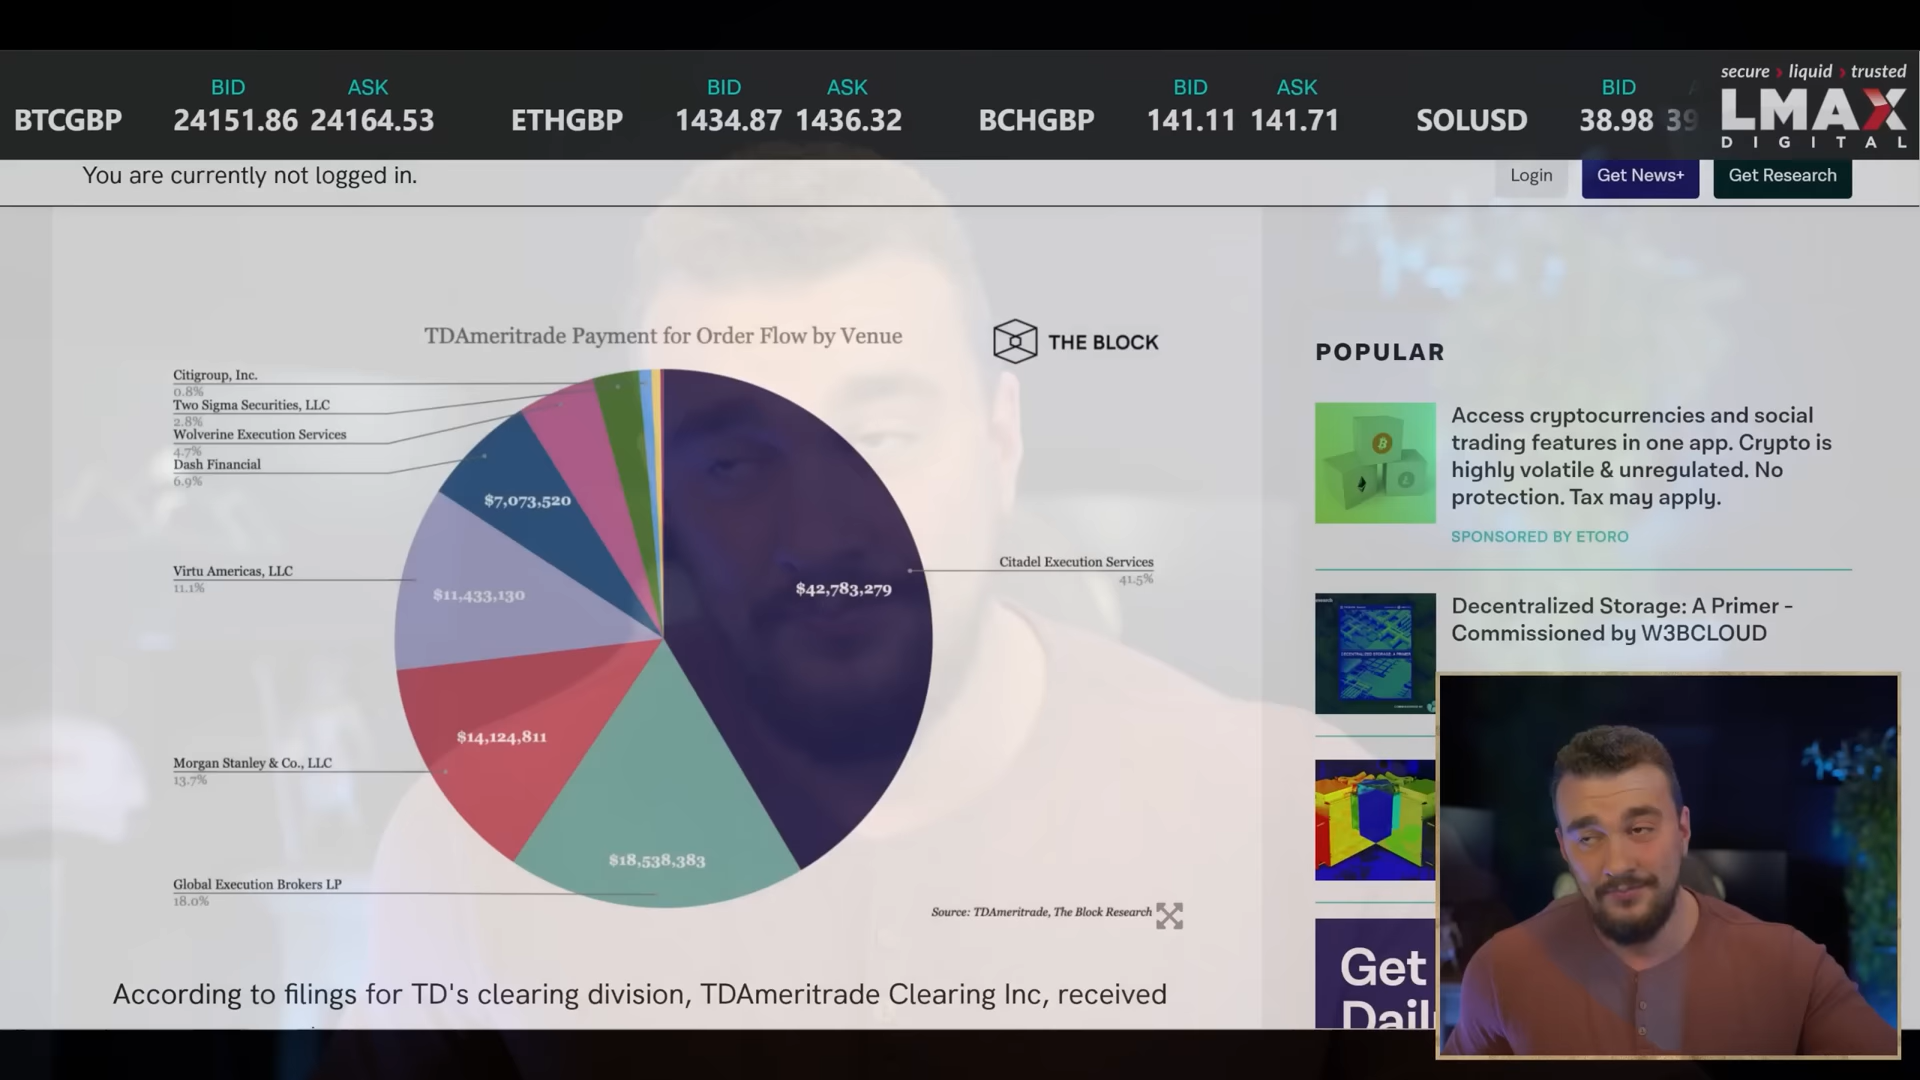 BID ASK BID ASK BID ASK BID
BTCGBP 24151.86 24164.53 ETHGBP 1434.87 1436.32 BCHGBP 141.11 141.71 SOLUSD 38.98 39
secure › liquid › trusted
LMAX
DIGITAL
You are currently not logged in.
Login Get News+ Get Research
TDAmeritrade Payment for Order Flow by Venue
THE BLOCK
Citigroup, Inc.
0.8%
Two Sigma Securities, LLC
2.8%
Wolverine Execution Services
4.7%
Dash Financial
6.9%
$7,073,520
Virtu Americas, LLC
11.1%
$11,433,130
Citadel Execution Services
41.5%
$42,783,279
$14,124,811
Morgan Stanley & Co., LLC
13.7%
$18,538,383
Global Execution Brokers LP
18.0%
Source: TDAmeritrade, The Block Research
According to filings for TD's clearing division, TDAmeritrade Clearing Inc, received
POPULAR
Access cryptocurrencies and social
trading features in one app. Crypto is
highly volatile & unregulated. No
protection. Tax may apply.
SPONSORED BY ETORO
DECENTRALIZED STORAGE: A PRIMER
Decentralized Storage: A Primer -
Commissioned by W3BCLOUD
Get
Dail